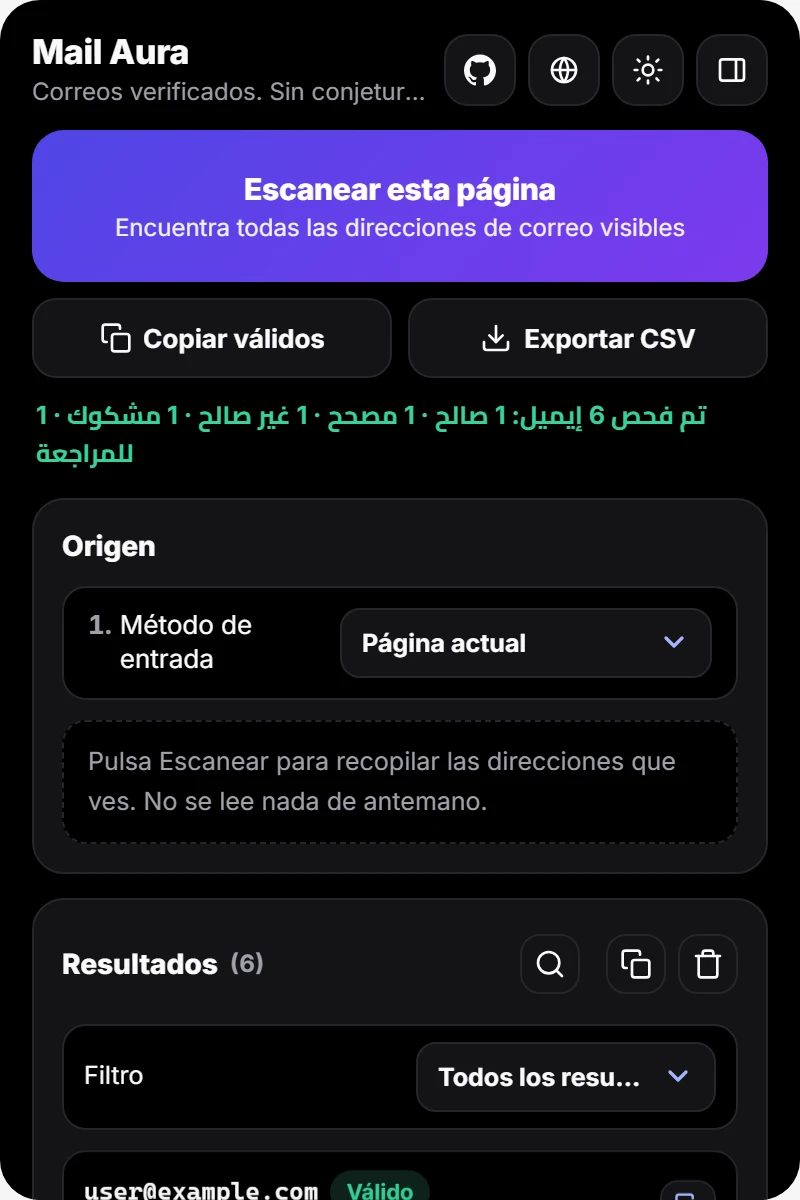 Mail Aura
Correos verificados. Sin conjetur...
Escanear esta página
Encuentra todas las direcciones de correo visibles
Copiar válidos
Exportar CSV
تم فحص 6 إيميل: 1 صالح · 1 مصحح · 1 غير صالح · 1 مشكوك · 1
للمراجعة
Origen
1. Método de
entrada
Página actual
Pulsa Escanear para recopilar las direcciones que
ves. No se lee nada de antemano.
Resultados (6)
Filtro
Todos los resu...
user@example.com Válido